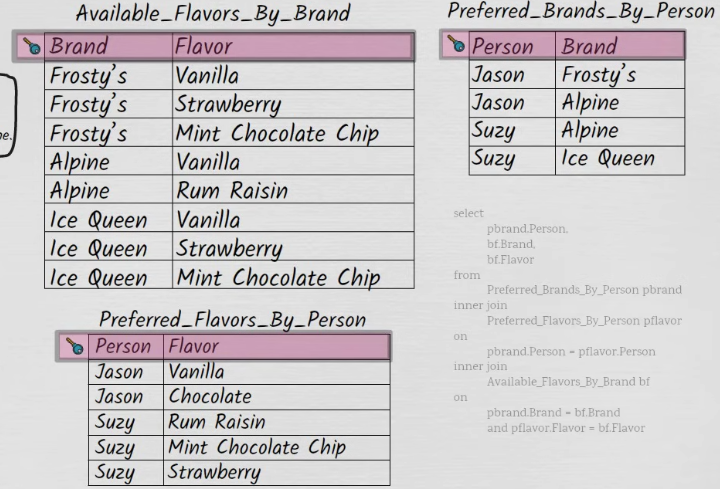 Available_Flavors_By_Brand
Brand Flavor
Frosty's Vanilla
Frosty's Strawberry
Frosty's Mint Chocolate Chip
Alpine Vanilla
Alpine Rum Raisin
Ice Queen Vanilla
Ice Queen Strawberry
Ice Queen Mint Chocolate Chip
Preferred_Brands_By_Person
Person Brand
Jason Frosty's
Jason Alpine
Suzy Alpine
Suzy Ice Queen
Preferred_Flavors_By_Person
Person Flavor
Jason Vanilla
Jason Chocolate
Suzy Rum Raisin
Suzy Mint Chocolate Chip
Suzy Strawberry
select
pbrand.Person,
bf.Brand,
bf.Flavor
from
Preferred_Brands_By_Person pbrand
inner join
Preferred_Flavors_By_Person pflavor
on
pbrand.Person = pflavor.Person
inner join
Available_Flavors_By_Brand bf
on
pbrand.Brand = bf.Brand
and pflavor.Flavor = bf.Flavor